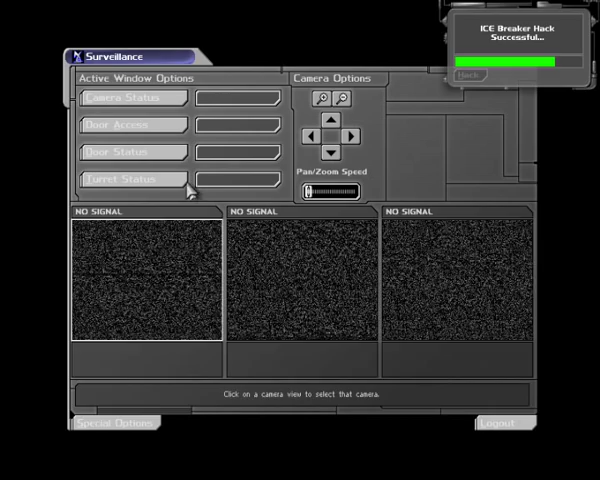 ICE Breaker Hack
Successful...
Hack
Surveillance
Active Window Options
Camera Options
Camera Status
Door Access
Door Status
Turret Status
Pan/Zoom Speed
NO SIGNAL
NO SIGNAL
NO SIGNAL
Click on a camera view to select that camera.
Special Options
Logout